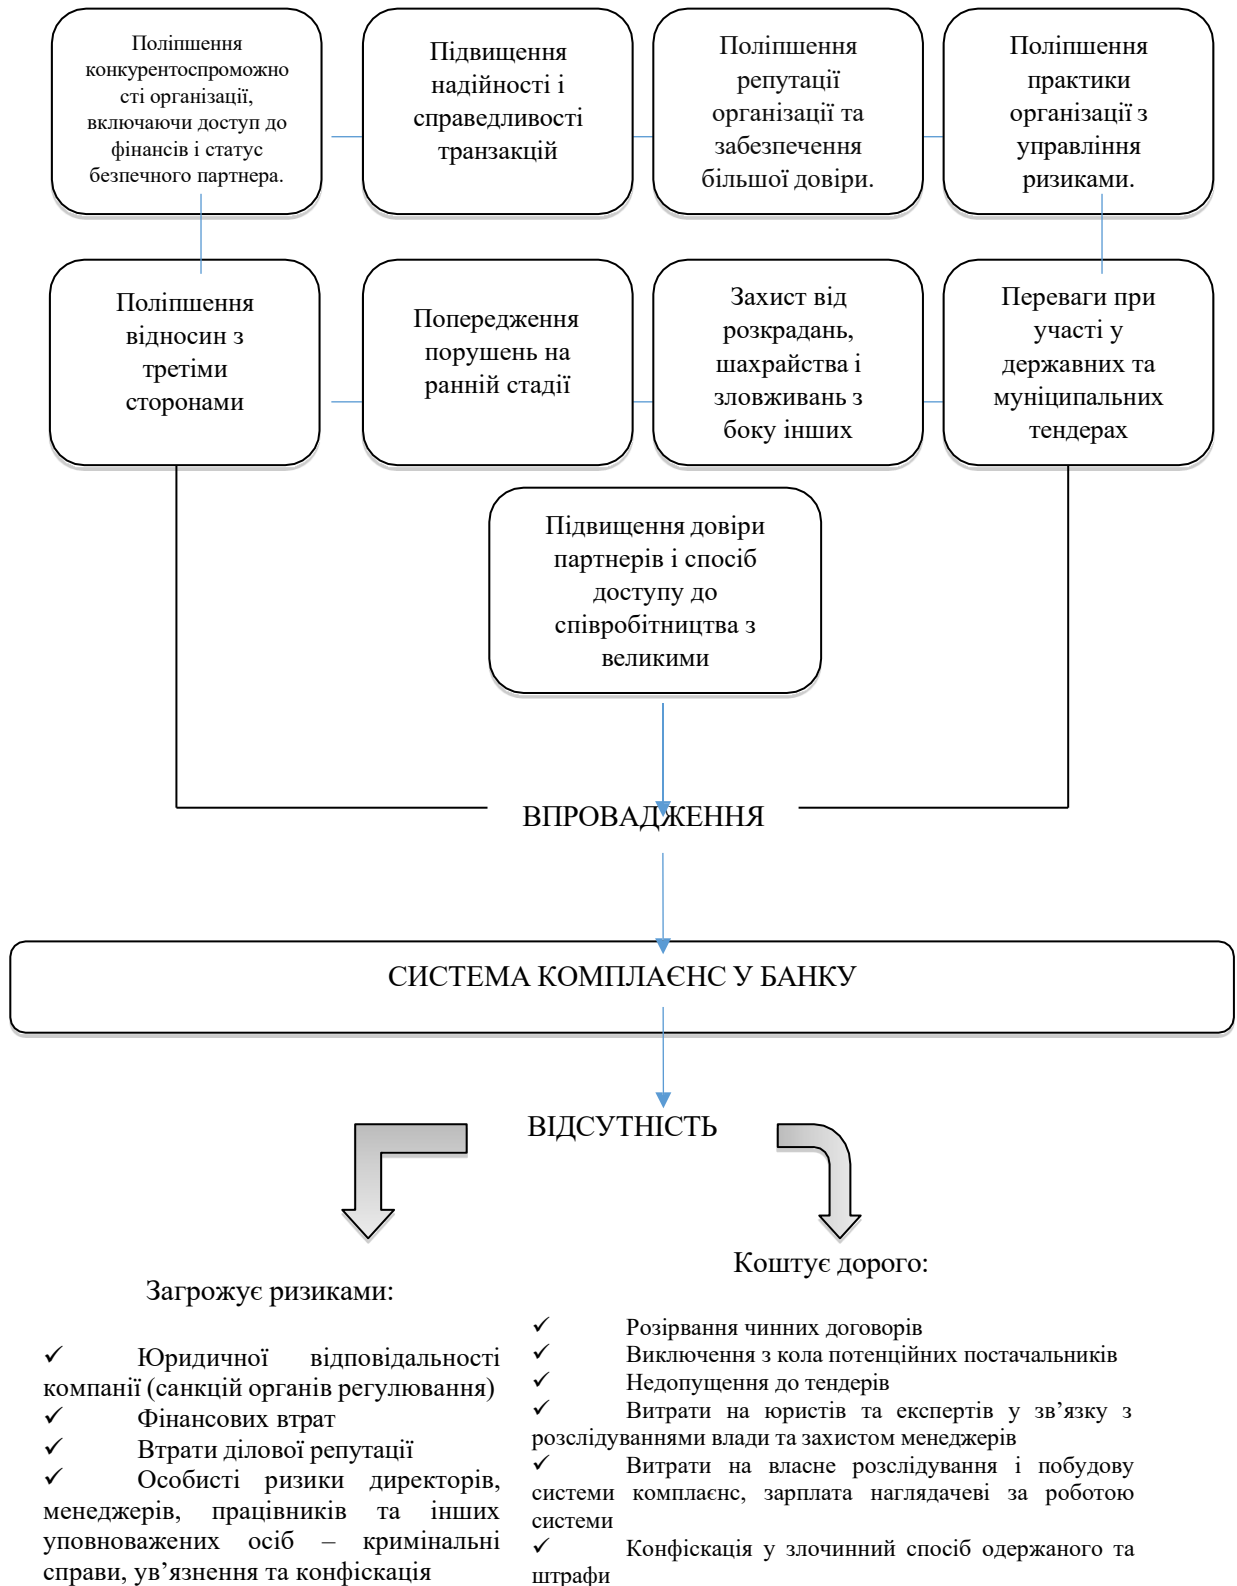 Поліпшення
конкурентоспроможно
сті організації,
включаючи доступ до
фінансів і статус
безпечного партнера.
Підвищення
надійності і
справедливості
транзакцій
Поліпшення
репутації
організації та
забезпечення
більшої довіри.
Поліпшення
практики
організації з
управління
ризиками.
Поліпшення
відносин з
третіми
сторонами
Попередження
порушень на
ранній стадії
Захист від
розкрадань,
шахрайства і
зловживань з
боку інших
Переваги при
участі у
державних та
муніципальних
тендерах
Підвищення довіри
партнерів і спосіб
доступу до
співробітництва з
великими
ВПРОВАДЖЕННЯ
СИСТЕМА КОМПЛАЄНС У БАНКУ
ВІДСУТНІСТЬ
Загрожує ризиками:
✓ Юридичної відповідальності
компанії (санкцій органів регулювання)
✓ Фінансових втрат
✓ Втрати ділової репутації
✓ Особисті ризики директорів,
менеджерів, працівників та інших
уповноважених осіб – кримінальні
справи, ув’язнення та конфіскація
Коштує дорого:
✓ Розірвання чинних договорів
✓ Виключення з кола потенційних постачальників
✓ Недопущення до тендерів
✓ Витрати на юристів та експертів у зв’язку з
розслідуваннями влади та захистом менеджерів
✓ Витрати на власне розслідування і побудову
системи комплаєнс, зарплата наглядачеві за роботою
системи
✓ Конфіскація у злочинний спосіб одержаного та
штрафи